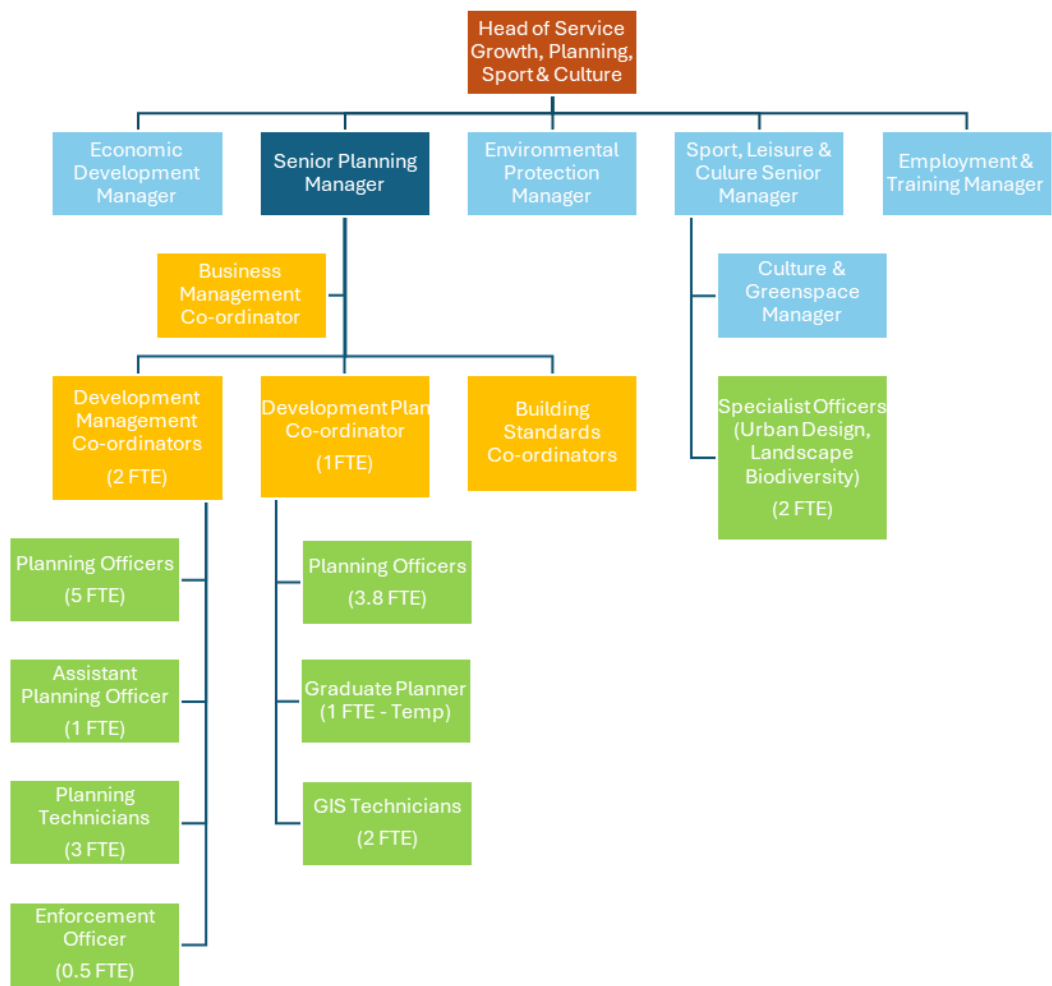 Head of Service
Growth, Planning,
Sport & Culture
Economic
Development
Manager
Senior Planning
Manager
Environmental
Protection
Manager
Sport, Leisure &
Culure Senior
Manager
Employment &
Training Manager
Business
Management
Co-ordinator
Culture &
Greenspace
Manager
Development
Management
Co-ordinators
(2 FTE)
Development Plan
Co-ordinator
(1FTE)
Building
Standards
Co-ordinators
Specialist Officers
(Urban Design,
Landscape
Biodiversity)
(2 FTE)
Planning Officers
(5 FTE)
Planning Officers
(3.8 FTE)
Assistant
Planning Officer
(1 FTE)
Graduate Planner
(1 FTE - Temp)
Planning
Technicians
(3 FTE)
GIS Technicians
(2 FTE)
Enforcement
Officer
(0.5 FTE)